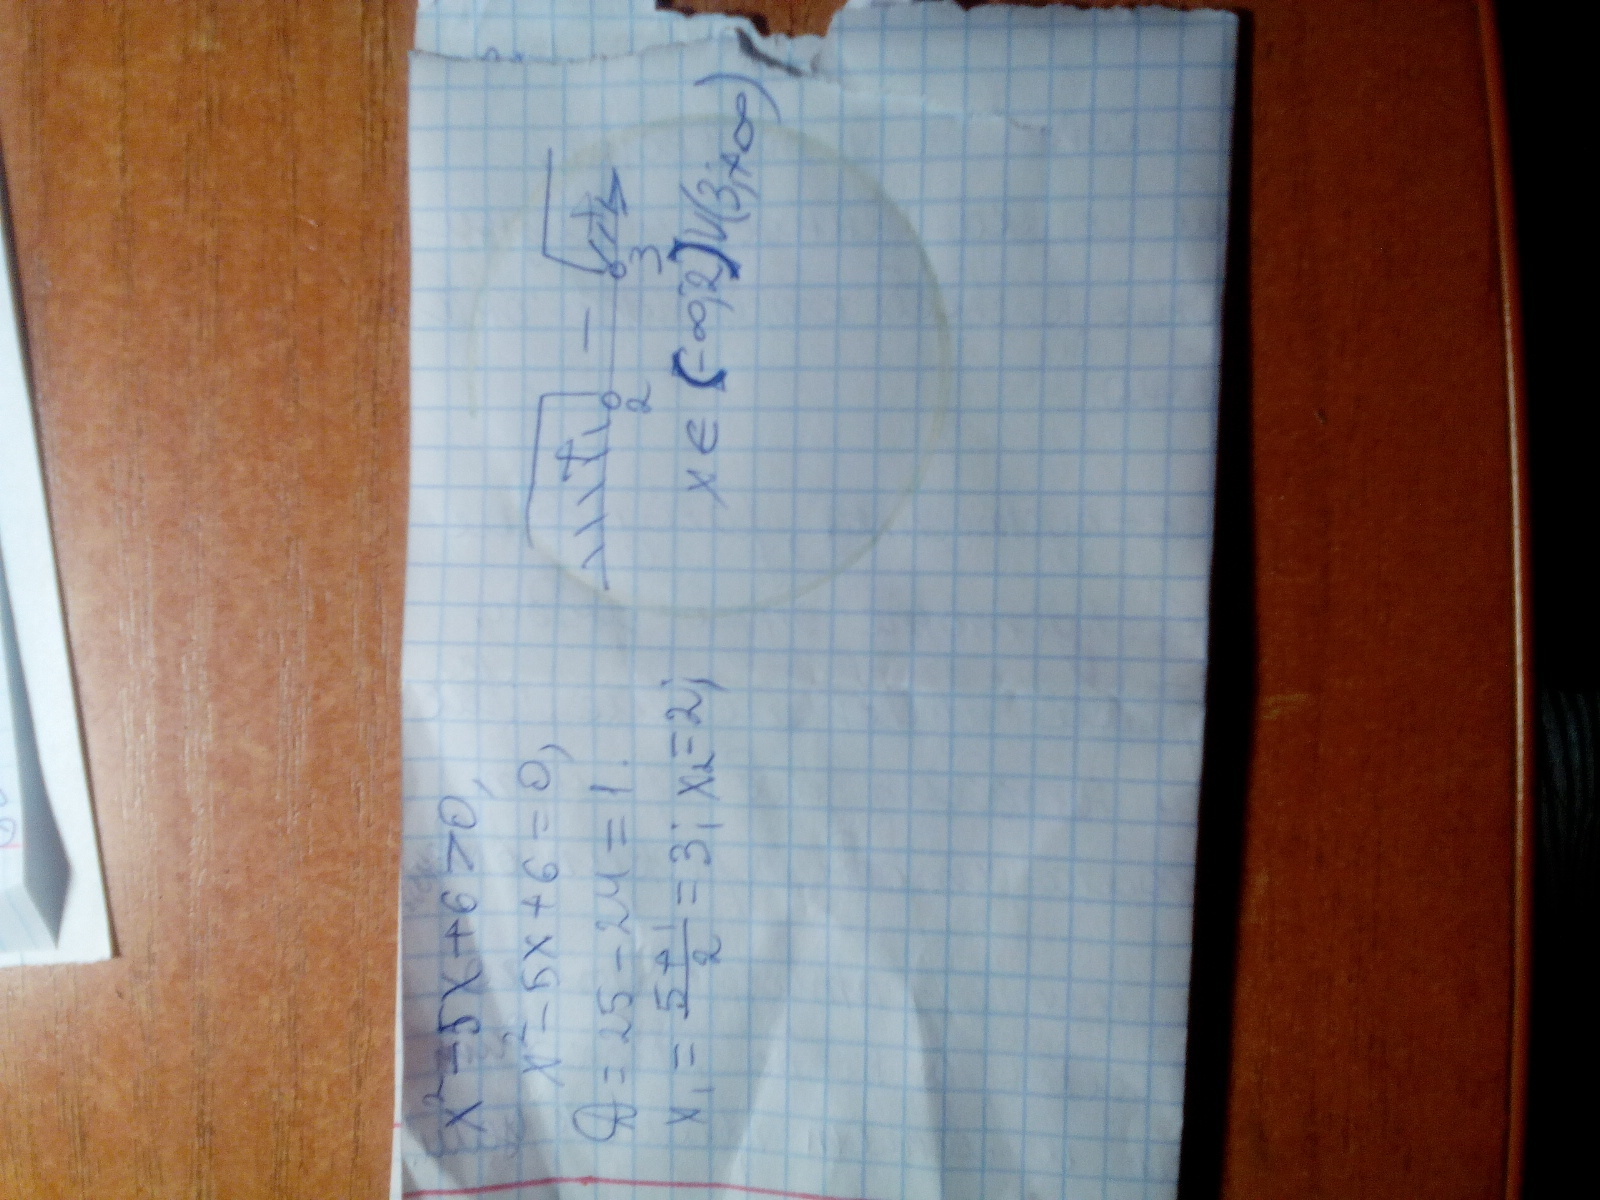 x² - 5x + 6 > 0,
x² - 5x + 6 = 0,
D = 25 - 24 = 1.
x₁ = (5+1)/2 = 3; x₂ = 2;
+ - +
2 3
x ∈ (-∞; 2) ∪ (3; +∞)